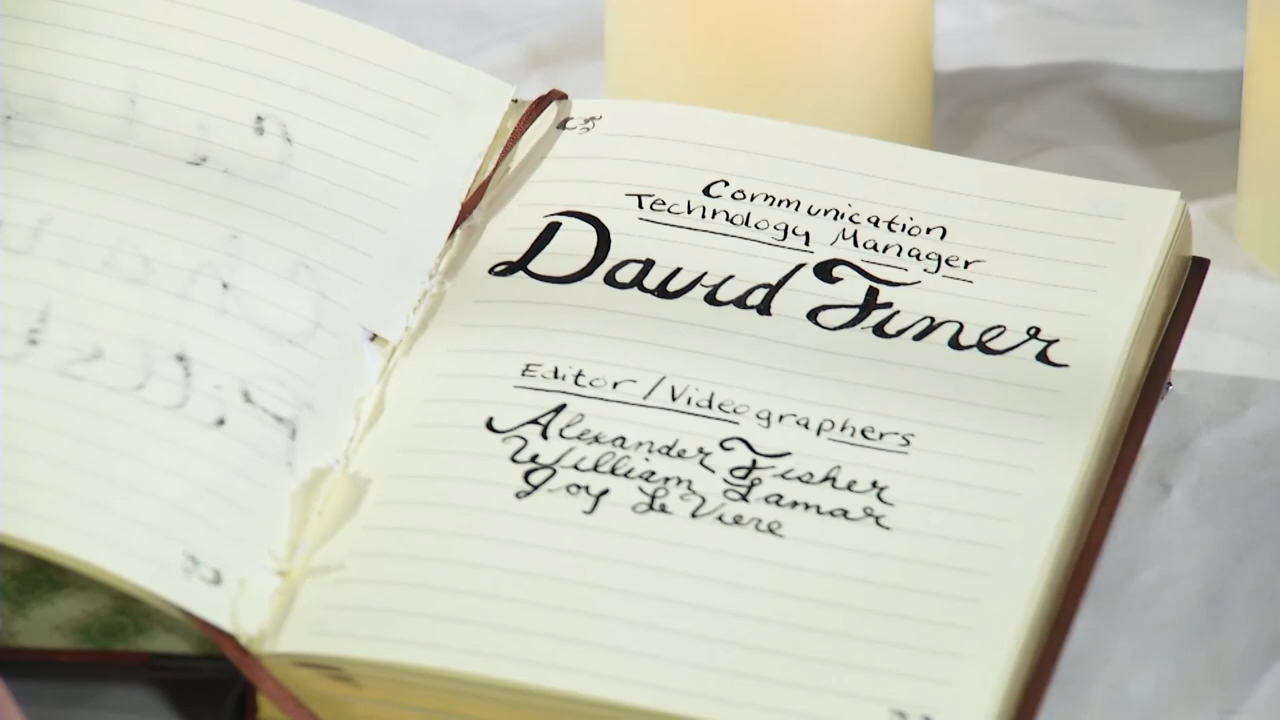 Communication
Technology Manager
David Finer
Editor/Videographers
Alexander Fisher
William Lamar
Joy LeViere